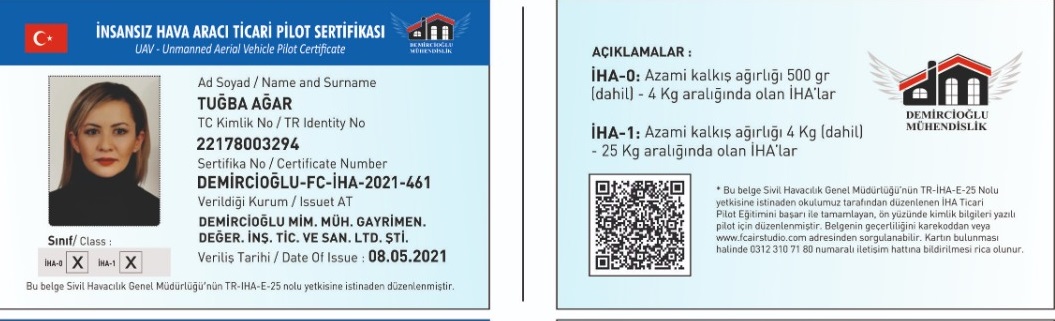 İNSANSIZ HAVA ARACI TİCARİ PİLOT SERTİFİKASI
UAV - Unmanned Aerial Vehicle Pilot Certificate
DEMİRCİOĞLU
MÜHENDİSLİK
Ad Soyad / Name and Surname
TUĞBA AĞAR
TC Kimlik No / TR Identity No
22178003294
Sertifika No / Certificate Number
DEMİRCİOĞLU-FC-İHA-2021-461
Verildiği Kurum / Issuet AT
DEMİRCİOĞLU MİM. MÜH. GAYRİMEN.
DEĞER. İNŞ. TİC. VE SAN. LTD. ŞTİ.
Veriliş Tarihi / Date Of Issue : 08.05.2021
Sınıf/ Class :
İHA-0 X İHA-1 X
Bu belge Sivil Havacılık Genel Müdürlüğü'nün TR-IHA-E-25 nolu yetkisine istinaden düzenlenmiştir.
AÇIKLAMALAR :
İHA-0: Azami kalkış ağırlığı 500 gr
(dahil) - 4 Kg aralığında olan İHA'lar
İHA-1: Azami kalkış ağırlığı 4 Kg (dahil)
- 25 Kg aralığında olan İHA'lar
DEMİRCİOĞLU
MÜHENDİSLİK
* Bu belge Sivil Havacılık Genel Müdürlüğü'nün TR-İHA-E-25 Nolu
yetkisine istinaden okulumuz tarafından düzenlenen İHA Ticari
Pilot Eğitimini başarı ile tamamlayan, ön yüzünde kimlik bilgileri yazılı
pilot için düzenlenmiştir. Belgenin geçerliliğini karekoddan veya
www.fcairstudio.com adresinden sorgulanabilir. Kartın bulunması
halinde 0312 310 71 80 numaralı iletişim hattına bildirilmesi rica olunur.